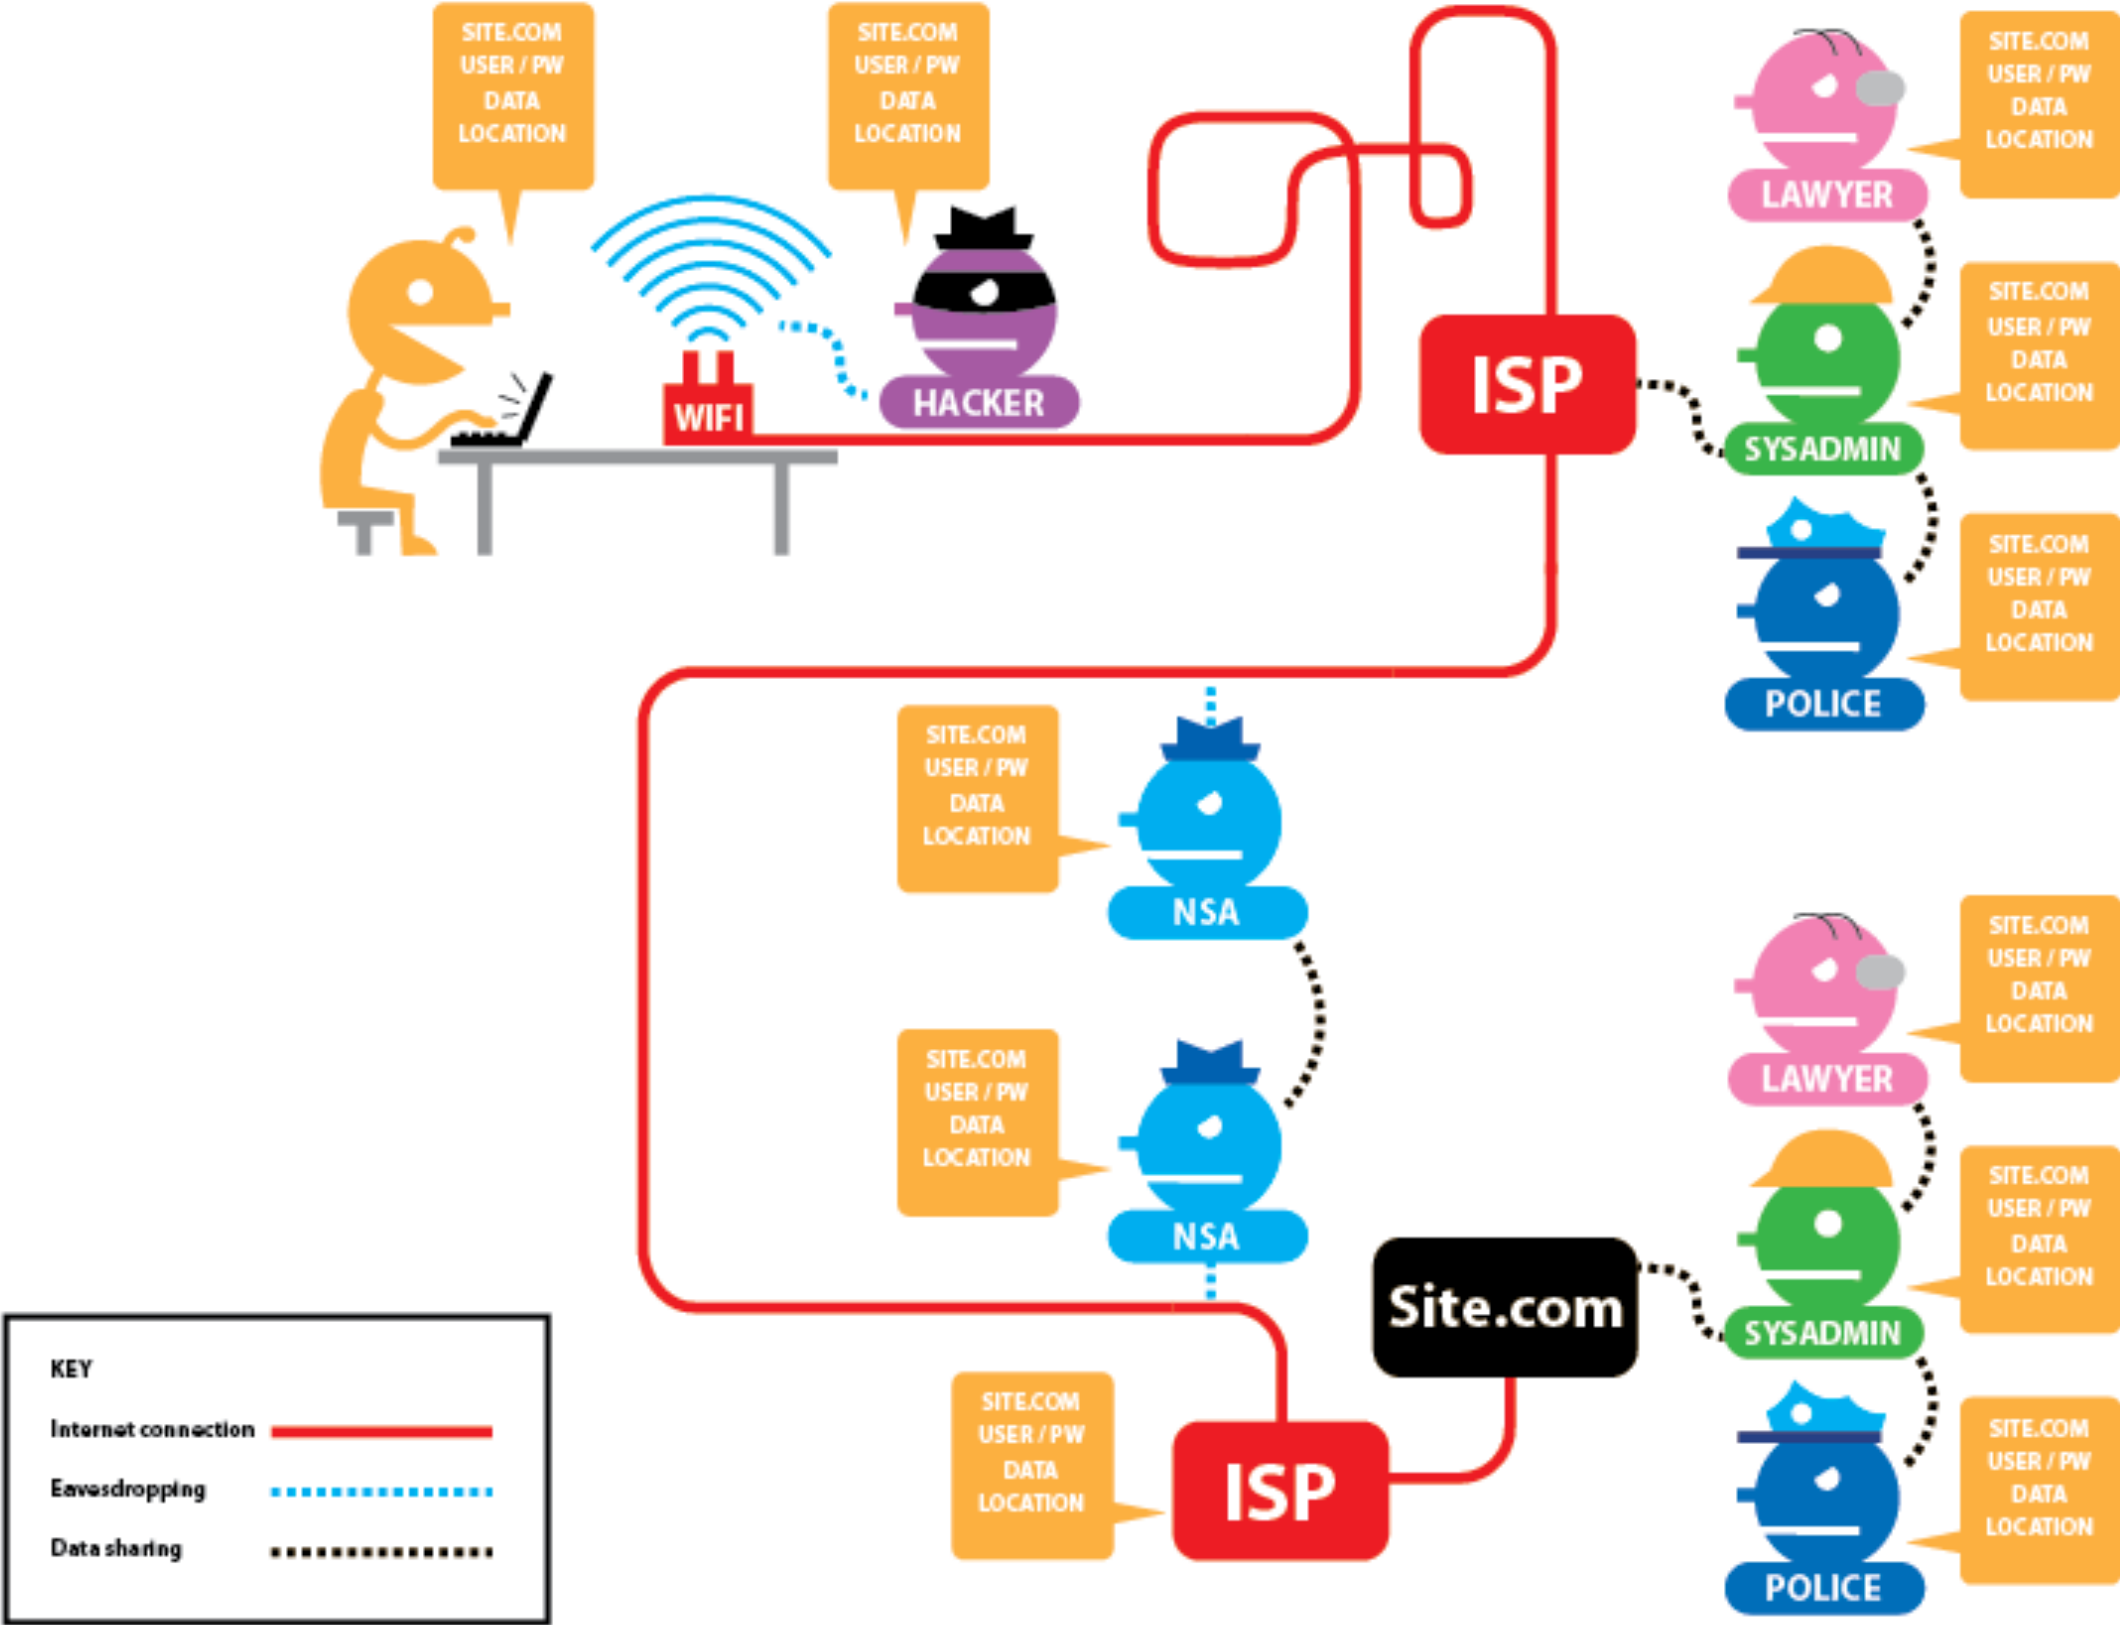 SITE.COM
USER / PW
DATA
LOCATION
SITE.COM
USER / PW
DATA
LOCATION
WIFI
HACKER
ISP
SITE.COM
USER / PW
DATA
LOCATION
LAWYER
SITE.COM
USER / PW
DATA
LOCATION
SYSADMIN
SITE.COM
USER / PW
DATA
LOCATION
POLICE
SITE.COM
USER / PW
DATA
LOCATION
NSA
SITE.COM
USER / PW
DATA
LOCATION
NSA
SITE.COM
USER / PW
DATA
LOCATION
ISP
Site.com
SITE.COM
USER / PW
DATA
LOCATION
LAWYER
SITE.COM
USER / PW
DATA
LOCATION
SYSADMIN
SITE.COM
USER / PW
DATA
LOCATION
POLICE
KEY
Internet connection
Eavesdropping
Data sharing